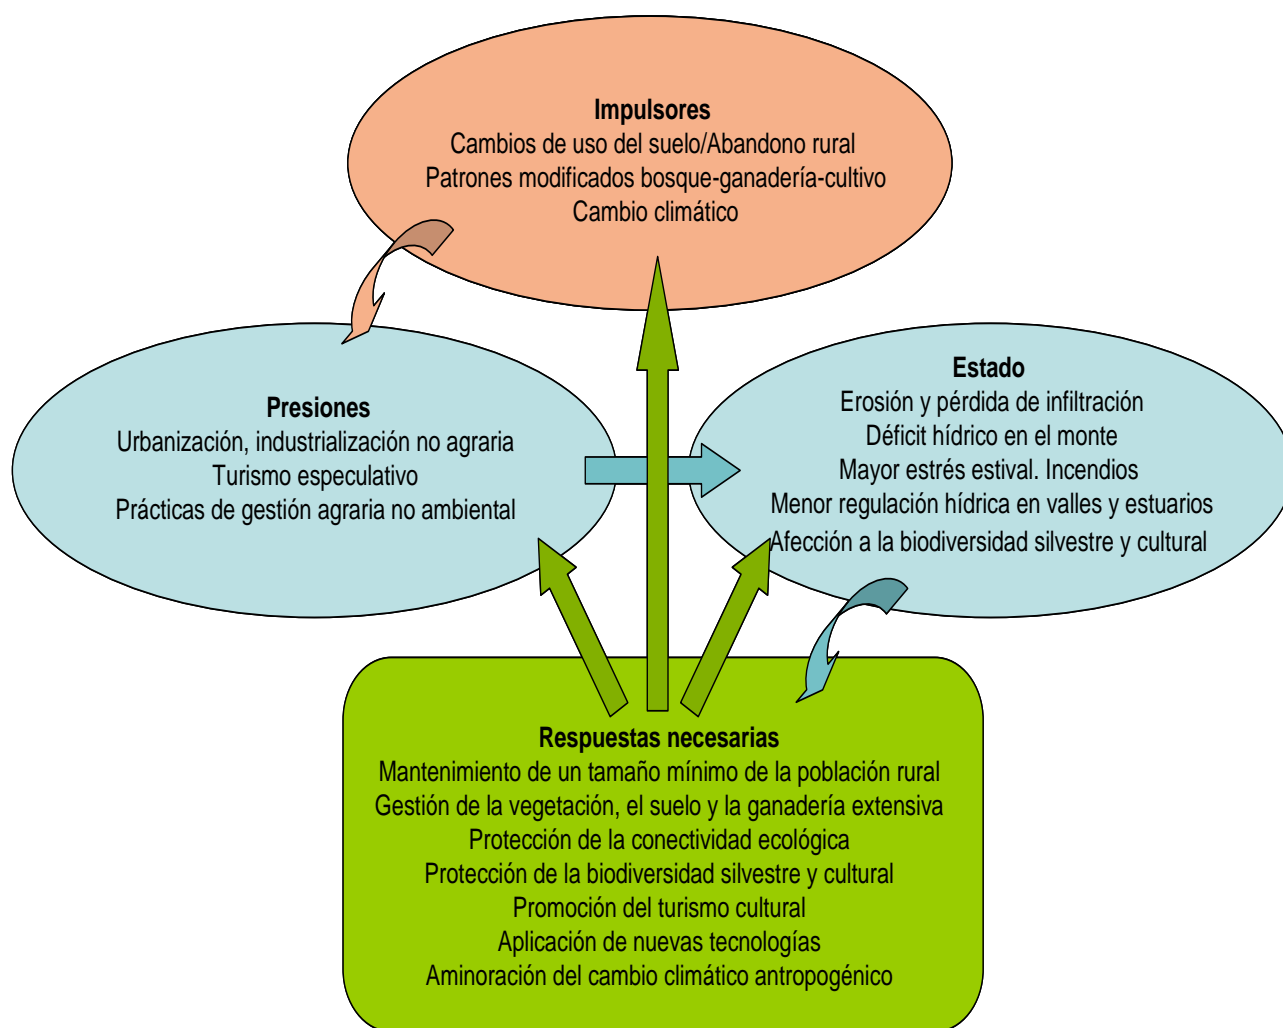 Impulsores
Cambios de uso del suelo/Abandono rural
Patrones modificados bosque-ganadería-cultivo
Cambio climático
Presiones
Urbanización, industrialización no agraria
Turismo especulativo
Prácticas de gestión agraria no ambiental
Estado
Erosión y pérdida de infiltración
Déficit hídrico en el monte
Mayor estrés estival. Incendios
Menor regulación hídrica en valles y estuarios
Afección a la biodiversidad silvestre y cultural
Respuestas necesarias
Mantenimiento de un tamaño mínimo de la población rural
Gestión de la vegetación, el suelo y la ganadería extensiva
Protección de la conectividad ecológica
Protección de la biodiversidad silvestre y cultural
Promoción del turismo cultural
Aplicación de nuevas tecnologías
Aminoración del cambio climático antropogénico